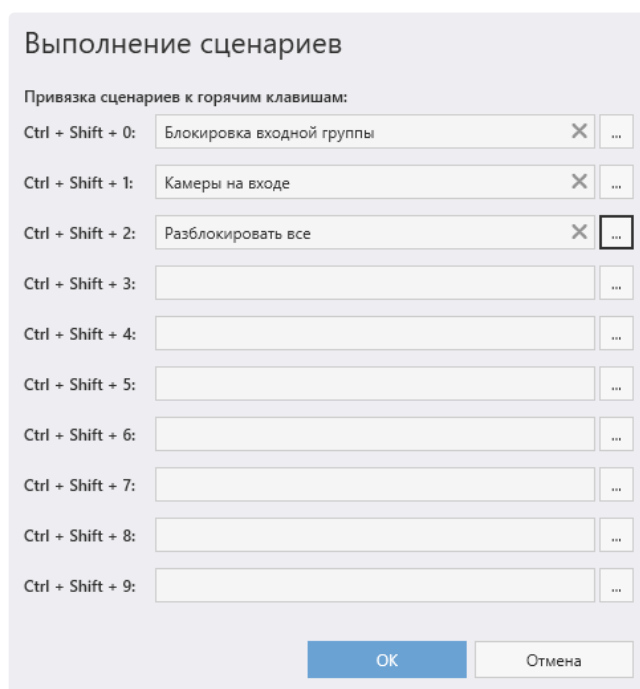 Выполнение сценариев
Привязка сценариев к горячим клавишам:
Ctrl + Shift + 0: Блокировка входной группы ...
Ctrl + Shift + 1: Камеры на входе ...
Ctrl + Shift + 2: Разблокировать все ...
Ctrl + Shift + 3: ...
Ctrl + Shift + 4: ...
Ctrl + Shift + 5: ...
Ctrl + Shift + 6: ...
Ctrl + Shift + 7: ...
Ctrl + Shift + 8: ...
Ctrl + Shift + 9: ...
OK Отмена